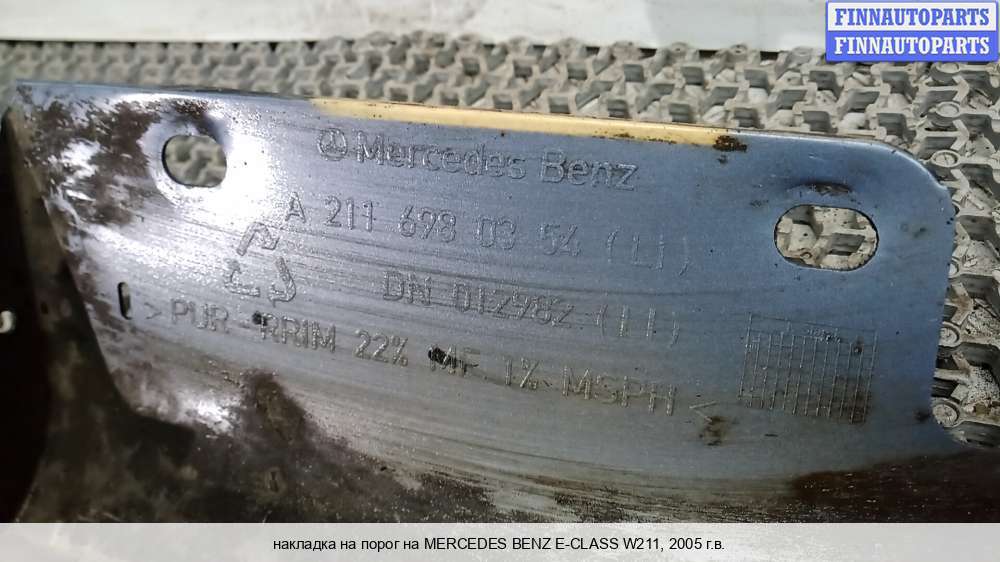 FINNAUTOPARTS
FINNAUTOPARTS
Mercedes Benz
A 211 698 03 54 (LI)
DN 012982 (LI)
>PUR-RRIM 22% MF 1% MSPH<
накладка на порог на MERCEDES BENZ E-CLASS W211, 2005 г.в.